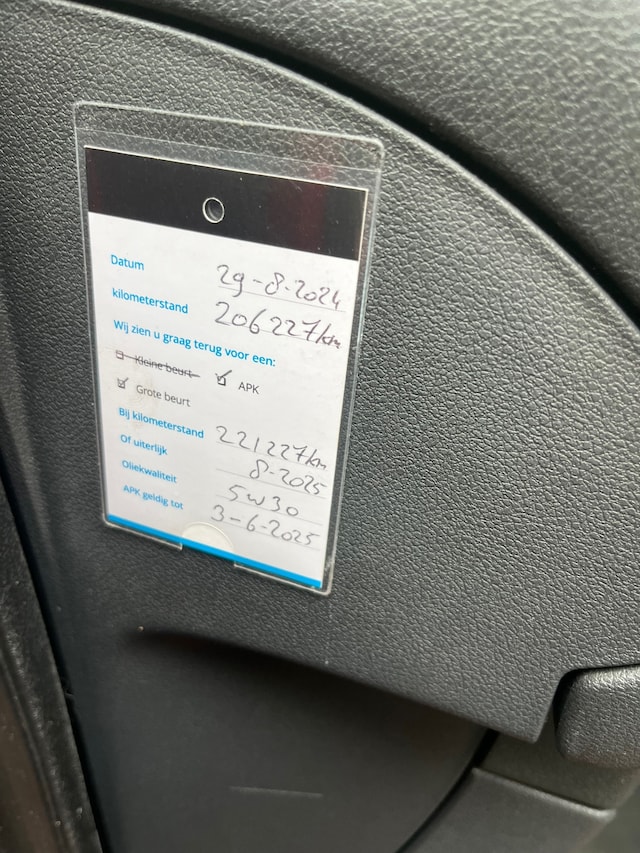 Datum 29-8-2024
kilometerstand 206227km
Wij zien u graag terug voor een:
Kleine beurt APK
Grote beurt
Bij kilometerstand 221227km
Of uiterlijk 8-2025
Oliekwaliteit 5W30
APK geldig tot 3-6-2025